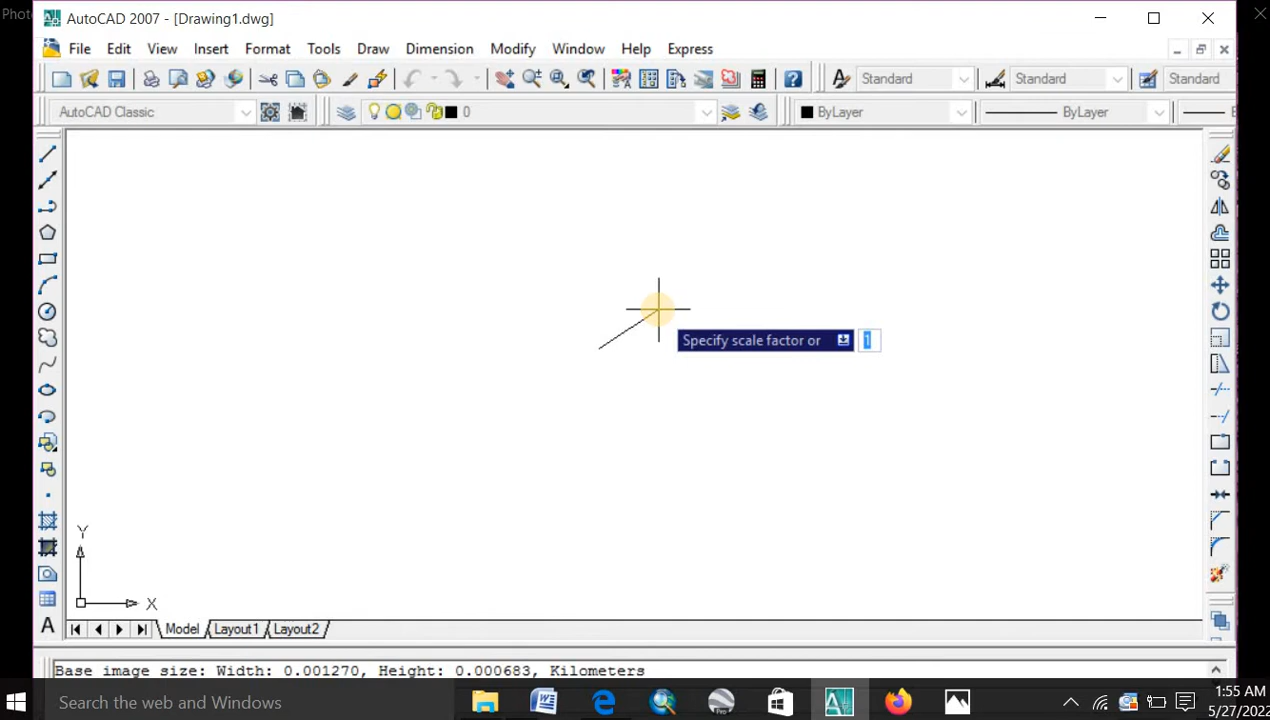 Photo
AutoCAD 2007 - [Drawing1.dwg]
File Edit View Insert Format Tools Draw Dimension Modify Window Help Express
Standard Standard Standard
AutoCAD Classic 0 ByLayer ByLayer
Specify scale factor or 1
Y
X
A Model Layout1 Layout2
Base image size: Width: 0.001270, Height: 0.000683, Kilometers
Search the web and Windows Pro 1:55 AM
5/27/2022